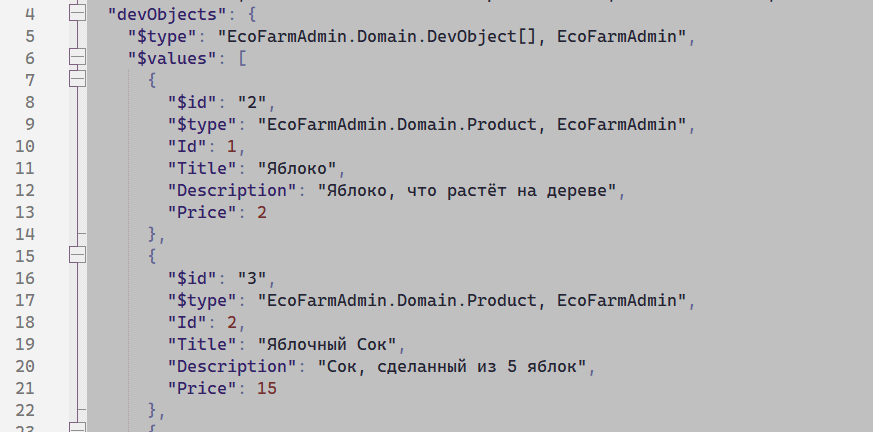 4 "devObjects": {
5 "$type": "EcoFarmAdmin.Domain.DevObject[], EcoFarmAdmin",
6 "$values": [
7 {
8 "$id": "2",
9 "$type": "EcoFarmAdmin.Domain.Product, EcoFarmAdmin",
10 "Id": 1,
11 "Title": "Яблоко",
12 "Description": "Яблоко, что растёт на дереве",
13 "Price": 2
14 },
15 {
16 "$id": "3",
17 "$type": "EcoFarmAdmin.Domain.Product, EcoFarmAdmin",
18 "Id": 2,
19 "Title": "Яблочный Сок",
20 "Description": "Сок, сделанный из 5 яблок",
21 "Price": 15
22 },
23 {